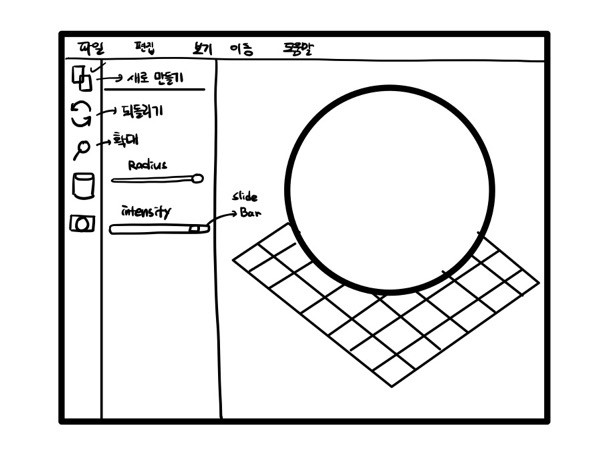 파일 편집 보기 이동 도움말
새로 만들기
되돌리기
확대
Radius
intensity
slide
Bar